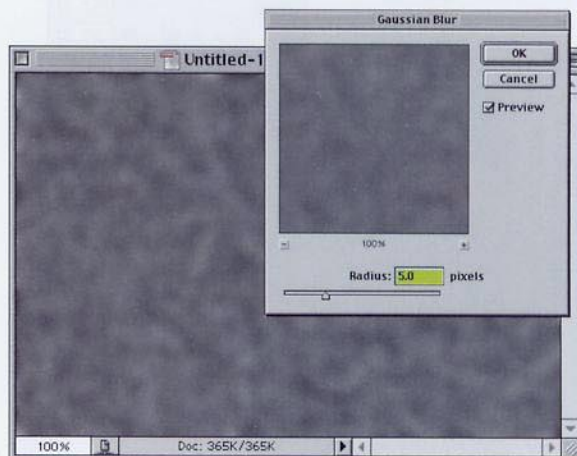 Gaussian Blur
Untitled-1
OK
Cancel
Preview
100%
Radius: 5.0 pixels
100%
Doc: 365K/365K